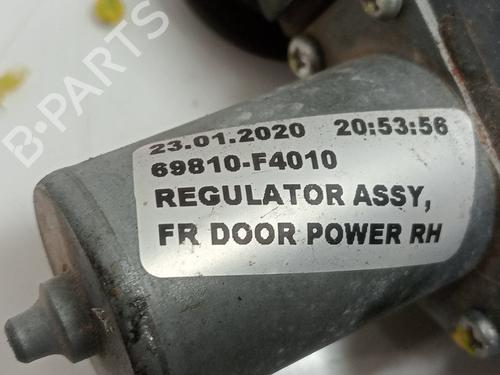 B-PARTS
23.01.2020 20:53:56
69810-F4010
REGULATOR ASSY,
FR DOOR POWER RH